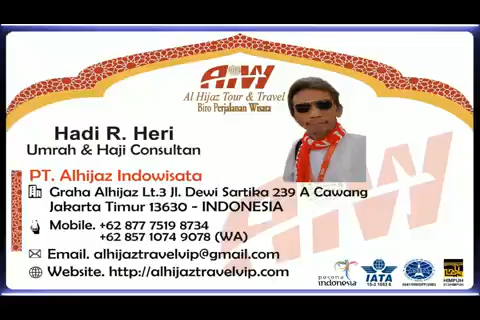 AIW
Al Hijaz Tour & Travel
Biro Perjalanan Wisata
Hadi R. Heri
Umrah & Haji Consultan
PT. Alhijaz Indowisata
Graha Alhijaz Lt.3 Jl. Dewi Sartika 239 A Cawang
Jakarta Timur 13630 - INDONESIA
Mobile. +62 877 7519 8734
+62 857 1074 9078 (WA)
Email. alhijaztravelvip@gmail.com
Website. http://alhijaztravelvip.com
pesona
indonesia
IATA
HIMPUH